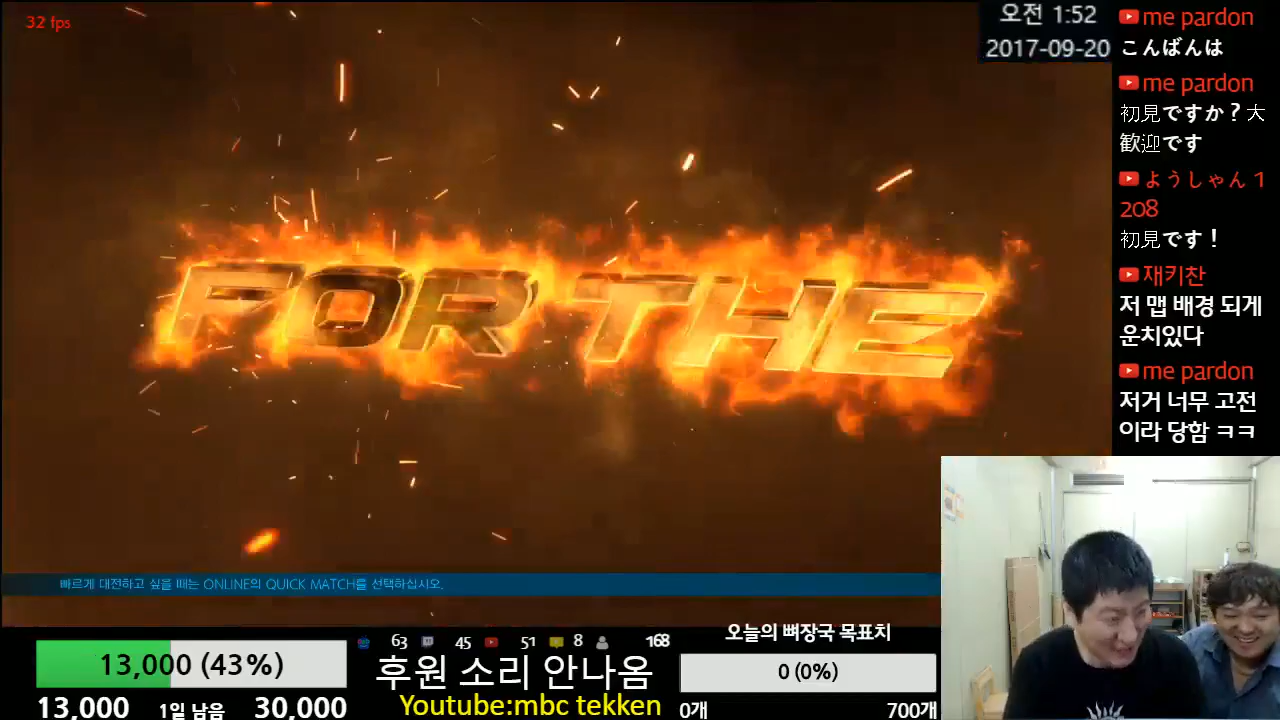 32 fps
오전 1:52
2017-09-20
me pardon
こんばんは
me pardon
初見ですか？大
歓迎です
ようしゃん 1
208
初見です！
재키찬
저 맵 배경 되게
운치있다
me pardon
저거 너무 고전
이라 당함 ㅋㅋ
FOR THE
빠르게 대전하고 싶을 때는 ONLINE의 QUICK MATCH를 선택하십시오.
63 45 51 8 168
오늘의 뼈장국 목표치
13,000 (43%)
후원 소리 안나옴
0 (0%)
13,000 1일 남음 30,000
Youtube:mbc tekken
0개 700개